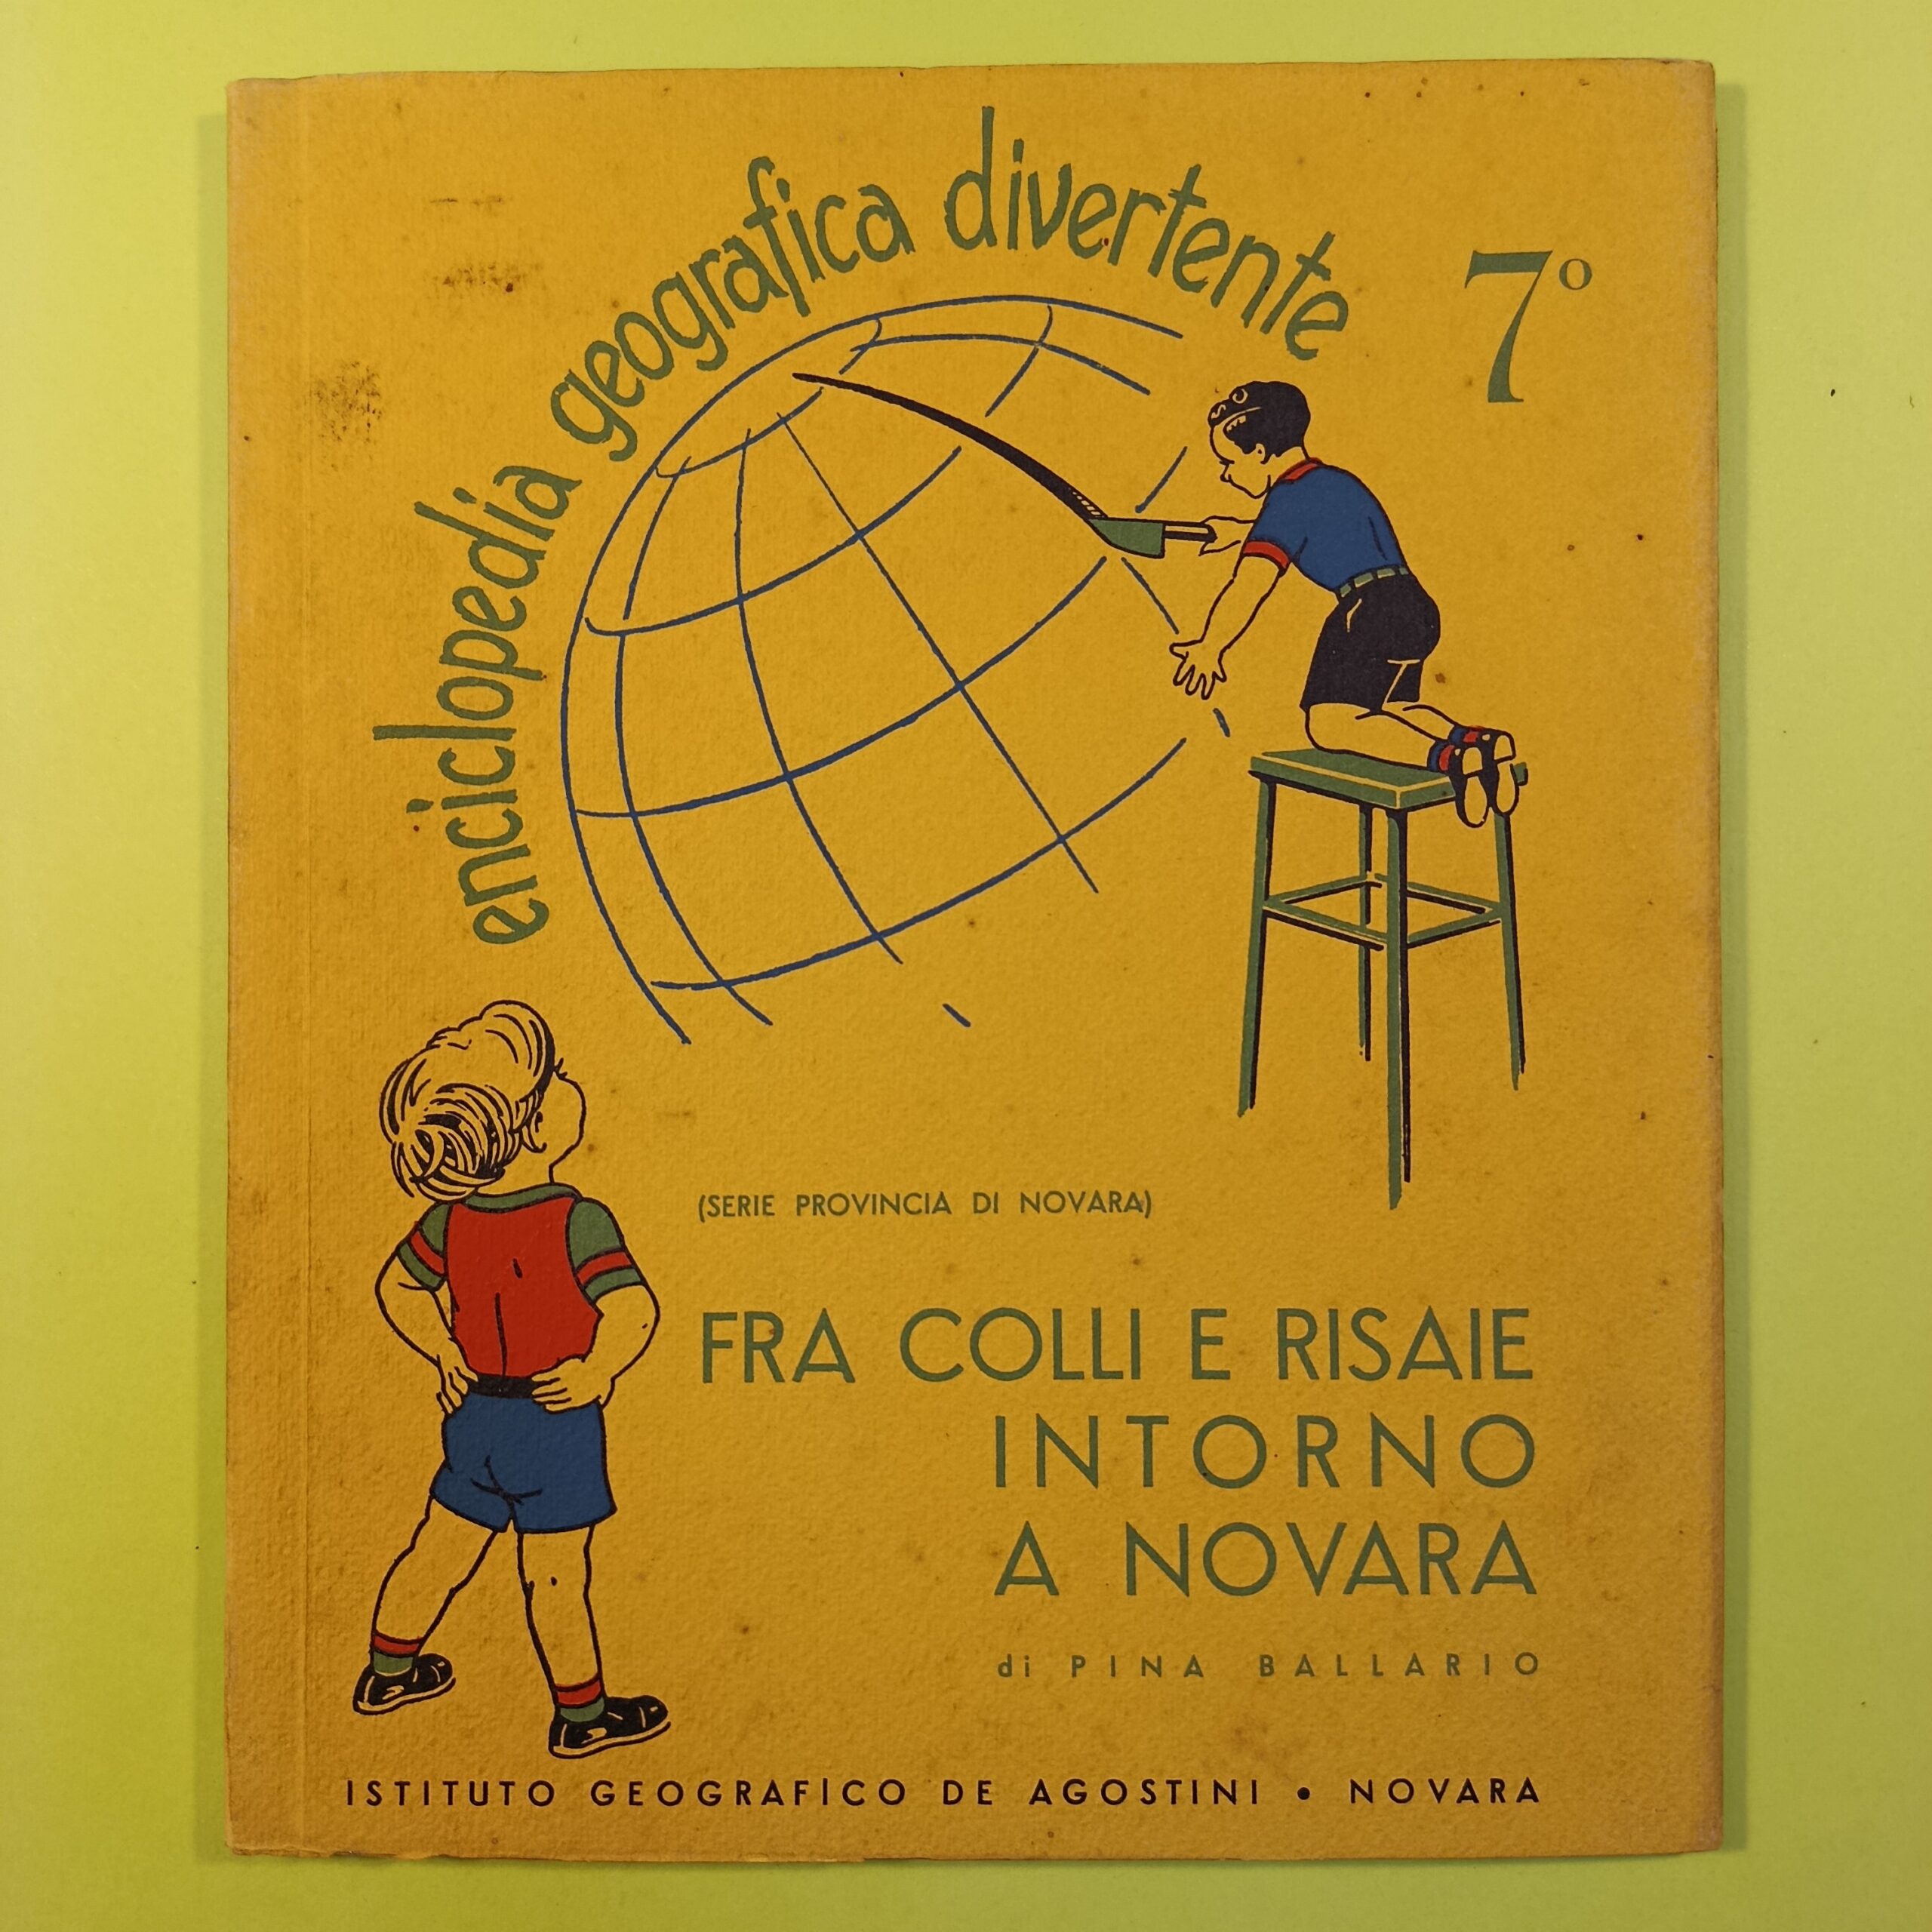 enciclopedia geografica divertente
7º
(SERIE PROVINCIA DI NOVARA)
FRA COLLI E RISAIE
INTORNO
A NOVARA
di PINA BALLARIO
ISTITUTO GEOGRAFICO DE AGOSTINI • NOVARA